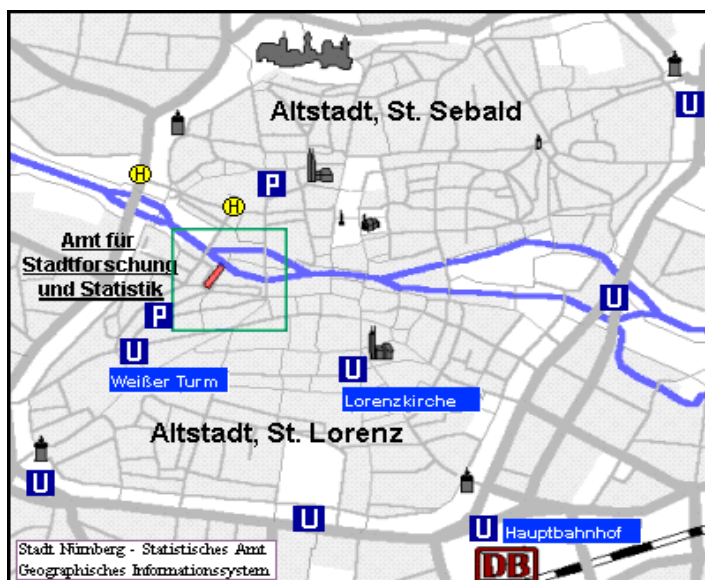 Altstadt, St. Sebald
U
H
P
H
Amt für
Stadtforschung
und Statistik
U
P
U
Weißer Turm
U
Lorenzkirche
Altstadt, St. Lorenz
U
U
U
Hauptbahnhof
DB
Stadt Nürnberg - Statistisches Amt
Geographisches Informationssystem